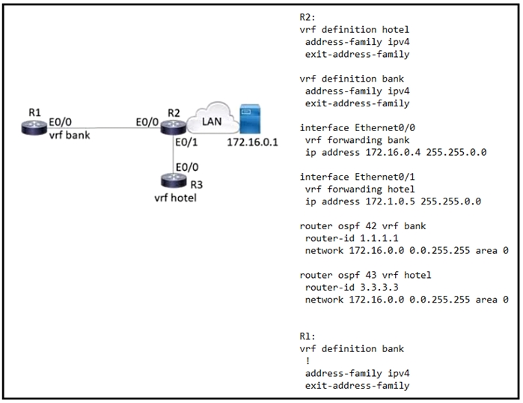 R1
E0/0
vrf bank
E0/0
R2
LAN
172.16.0.1
E0/1
E0/0
R3
vrf hotel
R2:
vrf definition hotel
address-family ipv4
exit-address-family
vrf definition bank
address-family ipv4
exit-address-family
interface Ethernet0/0
vrf forwarding bank
ip address 172.16.0.4 255.255.0.0
interface Ethernet0/1
vrf forwarding hotel
ip address 172.1.0.5 255.255.0.0
router ospf 42 vrf bank
router-id 1.1.1.1
network 172.16.0.0 0.0.255.255 area 0
router ospf 43 vrf hotel
router-id 3.3.3.3
network 172.16.0.0 0.0.255.255 area 0
R1:
vrf definition bank
!
address-family ipv4
exit-address-family